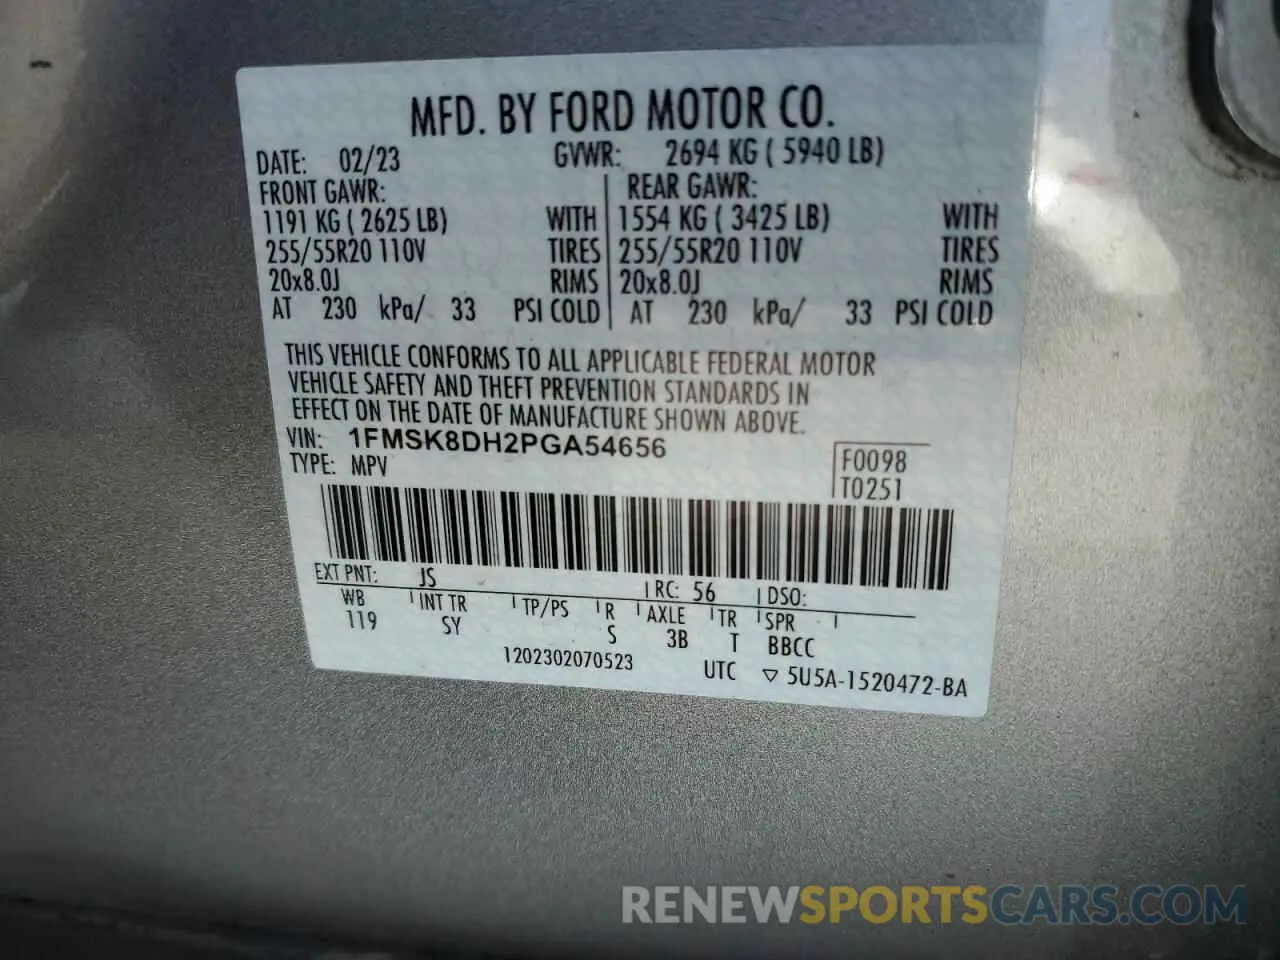 MFD. BY FORD MOTOR CO.
DATE: 02/23 GVWR: 2694 KG ( 5940 LB)
FRONT GAWR: REAR GAWR:
1191 KG ( 2625 LB) WITH 1554 KG ( 3425 LB) WITH
255/55R20 110V TIRES 255/55R20 110V TIRES
20x8.0J RIMS 20x8.0J RIMS
AT 230 kPa/ 33 PSI COLD AT 230 kPa/ 33 PSI COLD
THIS VEHICLE CONFORMS TO ALL APPLICABLE FEDERAL MOTOR
VEHICLE SAFETY AND THEFT PREVENTION STANDARDS IN
EFFECT ON THE DATE OF MANUFACTURE SHOWN ABOVE.
VIN: 1FMSK8DH2PGA54656
TYPE: MPV
F0098
T0251
EXT PNT: JS RC: 56 DSO:
WB INT TR TP/PS R AXLE TR SPR
119 SY S 3B T BBCC
1202302070523 UTC ▽ 5U5A-1520472-BA
RENEWSPORTSCARS.COM